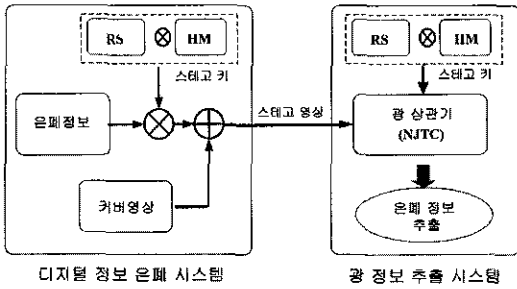 RS ⊗ HM
스테고 키
은폐정보
커버영상
스테고 영상
디지털 정보 은폐 시스템
RS ⊗ HM
스테고 키
광 상관기
(NJTC)
은폐 정보
추출
광 정보 추출 시스템